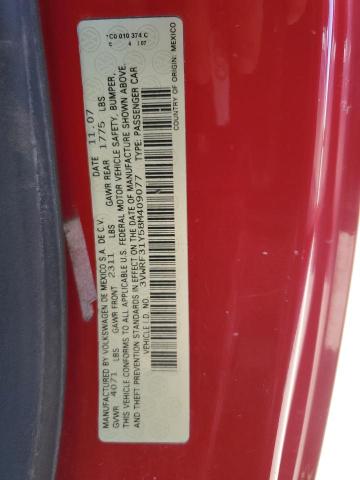 1C0 010 374 C
MANUFACTURED BY VOLKSWAGEN DE MEXICO S.A. DE C.V. DATE 11.07
GVWR 4071 LBS GAWR FRONT 2311 LBS GAWR REAR 1775 LBS
THIS VEHICLE CONFORMS TO ALL APPLICABLE U.S. FEDERAL MOTOR VEHICLE SAFETY, BUMPER,
AND THEFT PREVENTION STANDARDS IN EFFECT ON THE DATE OF MANUFACTURE SHOWN ABOVE.
VEHICLE I.D. NO. 3VWRF31Y58M409077 TYPE: PASSENGER CAR
COUNTRY OF ORIGIN: MEXICO